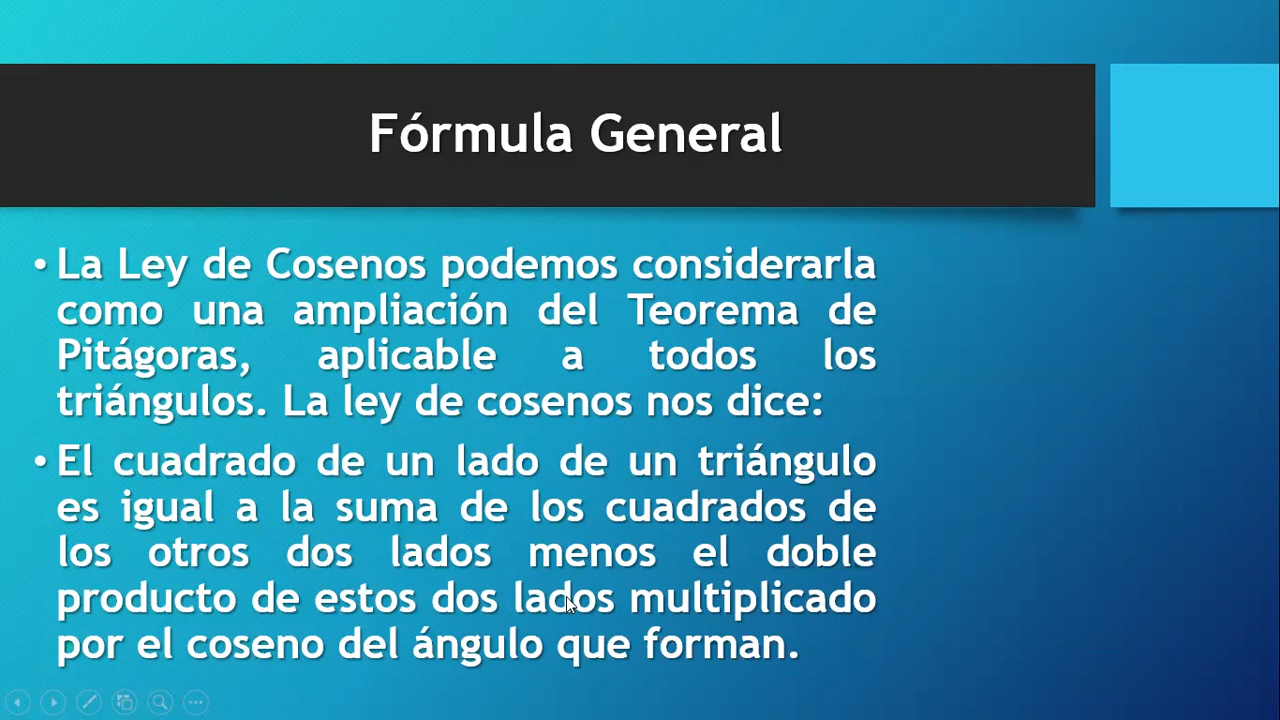 Fórmula General
• La Ley de Cosenos podemos considerarla
como una ampliación del Teorema de
Pitágoras, aplicable a todos los
triángulos. La ley de cosenos nos dice:
• El cuadrado de un lado de un triángulo
es igual a la suma de los cuadrados de
los otros dos lados menos el doble
producto de estos dos lados multiplicado
por el coseno del ángulo que forman.